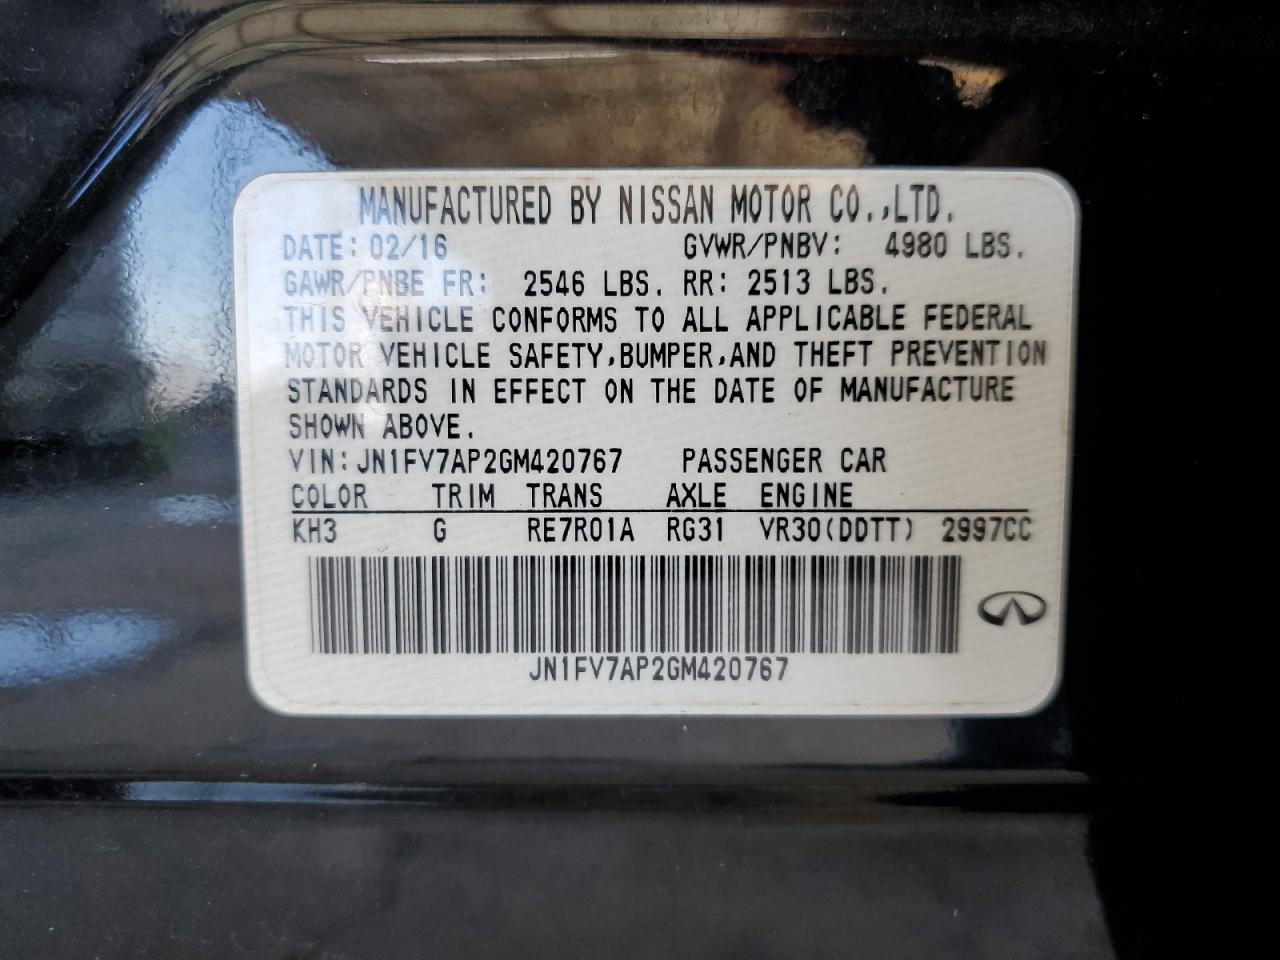 MANUFACTURED BY NISSAN MOTOR CO.,LTD.
DATE: 02/16 GVWR/PNBV: 4980 LBS.
GAWR/PNBE FR: 2546 LBS. RR: 2513 LBS.
THIS VEHICLE CONFORMS TO ALL APPLICABLE FEDERAL
MOTOR VEHICLE SAFETY,BUMPER,AND THEFT PREVENTION
STANDARDS IN EFFECT ON THE DATE OF MANUFACTURE
SHOWN ABOVE.
VIN: JN1FV7AP2GM420767 PASSENGER CAR
COLOR TRIM TRANS AXLE ENGINE
KH3 G RE7R01A RG31 VR30(DDTT) 2997CC
JN1FV7AP2GM420767